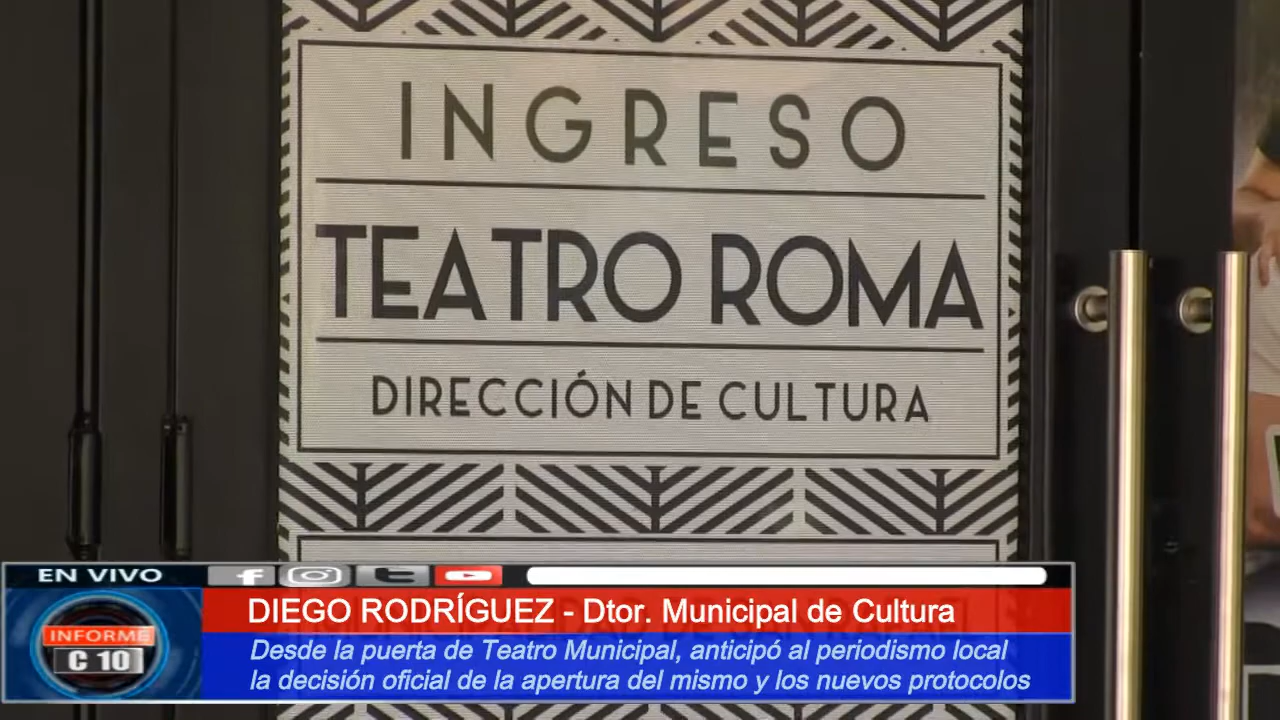 INGRESO
TEATRO ROMA
DIRECCIÓN DE CULTURA
EN VIVO
INFORME
C 10
DIEGO RODRÍGUEZ - Dtor. Municipal de Cultura
Desde la puerta de Teatro Municipal, anticipó al periodismo local
la decisión oficial de la apertura del mismo y los nuevos protocolos